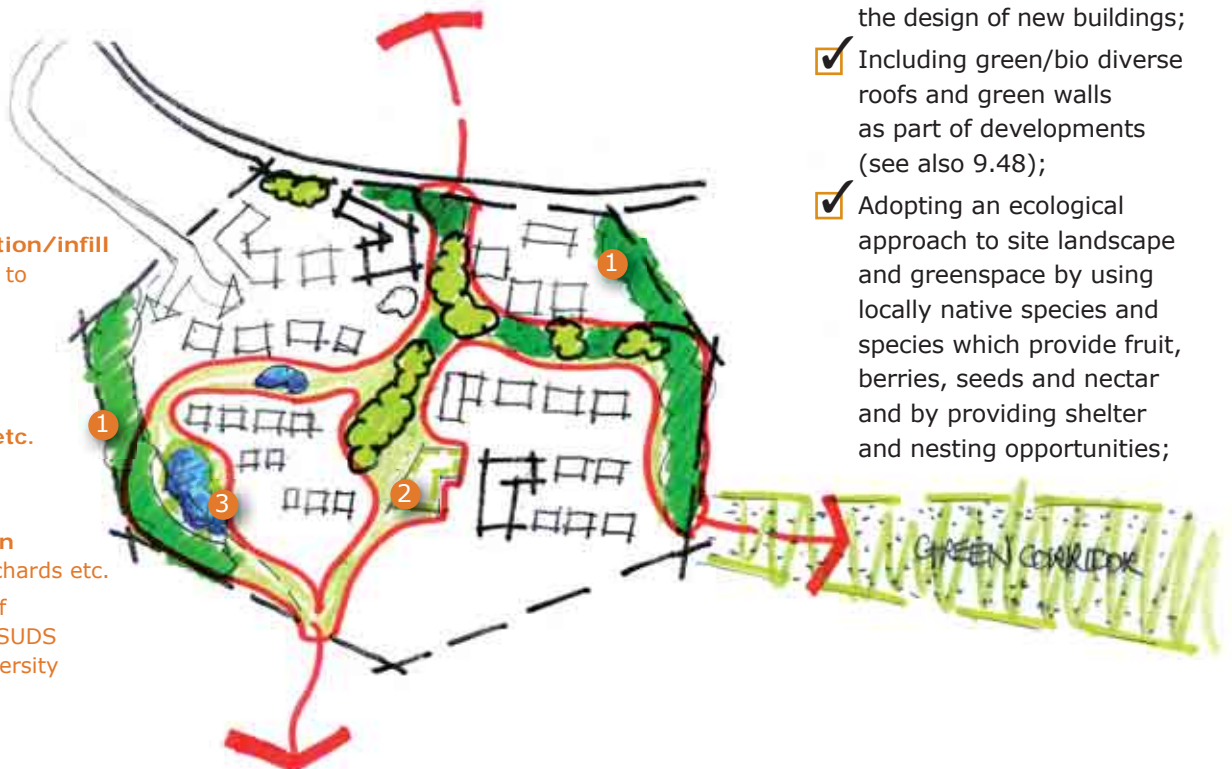 the design of new buildings;
Including green/bio diverse
roofs and green walls
as part of developments
(see also 9.48);
Adopting an ecological
approach to site landscape
and greenspace by using
locally native species and
species which provide fruit,
berries, seeds and nectar
and by providing shelter
and nesting opportunities;
tion/infill
to
etc.
n
chards etc.
f
SUDS
ersity
1
1
2
3
GREEN CORRIDOR